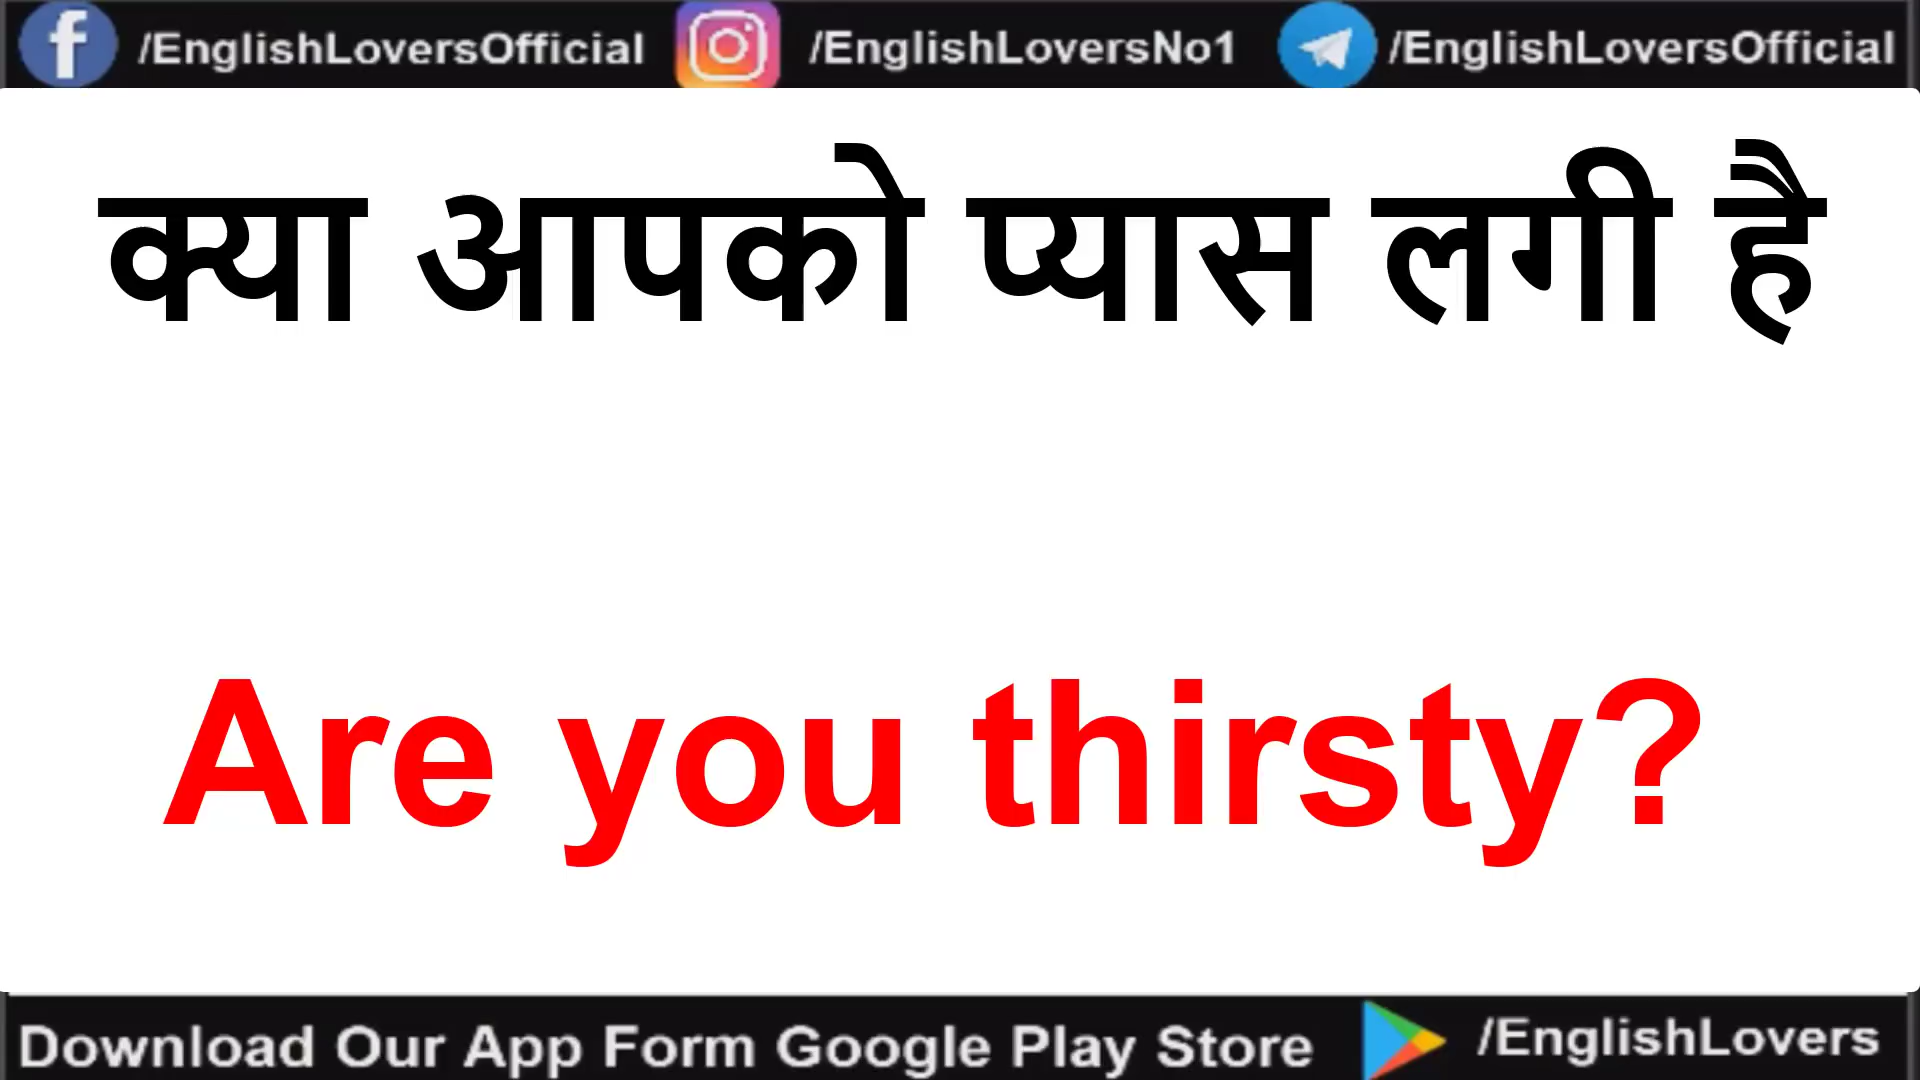 /EnglishLoversOfficial /EnglishLoversNo1 /EnglishLoversOfficial
क्या आपको प्यास लगी है
Are you thirsty?
Download Our App Form Google Play Store /EnglishLovers